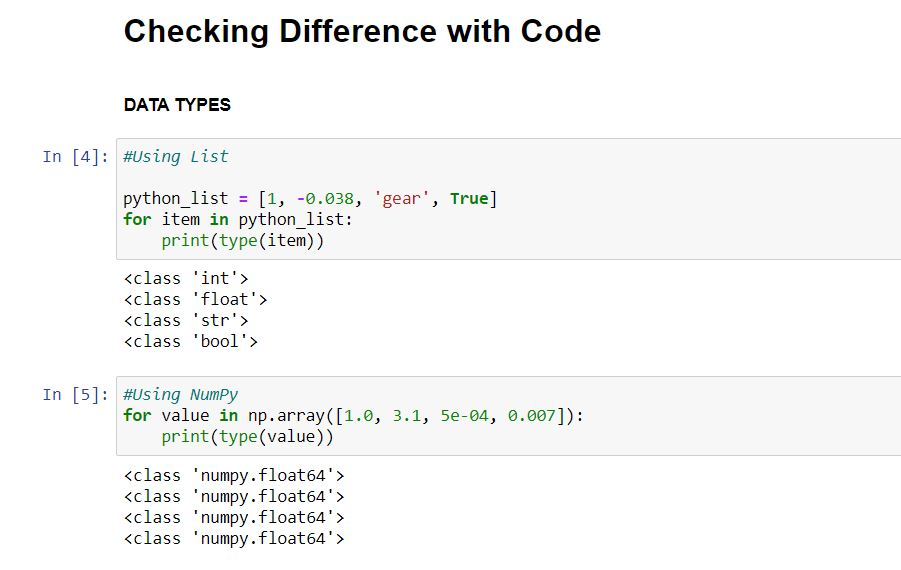 Checking Difference with Code
DATA TYPES
In [4]: #Using List
python_list = [1, -0.038, 'gear', True]
for item in python_list:
    print(type(item))
<class 'int'>
<class 'float'>
<class 'str'>
<class 'bool'>
In [5]: #Using NumPy
for value in np.array([1.0, 3.1, 5e-04, 0.007]):
    print(type(value))
<class 'numpy.float64'>
<class 'numpy.float64'>
<class 'numpy.float64'>
<class 'numpy.float64'>